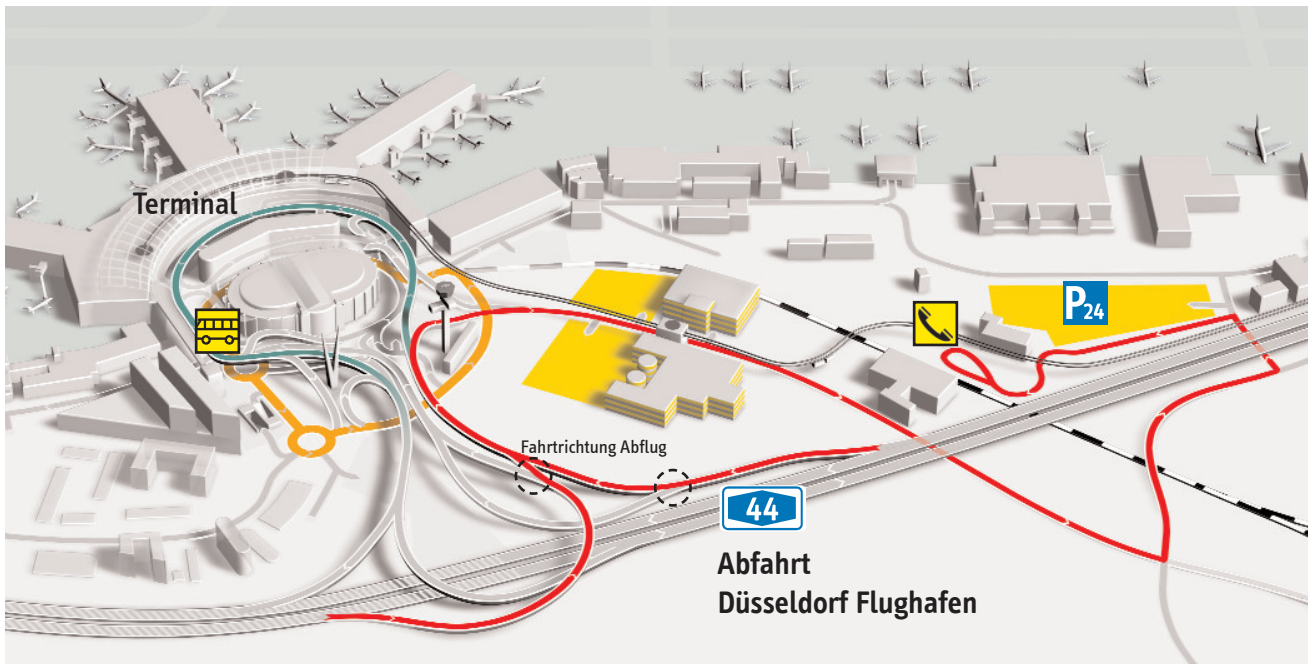 Terminal
P24
Fahrtrichtung Abflug
44
Abfahrt
Düsseldorf Flughafen